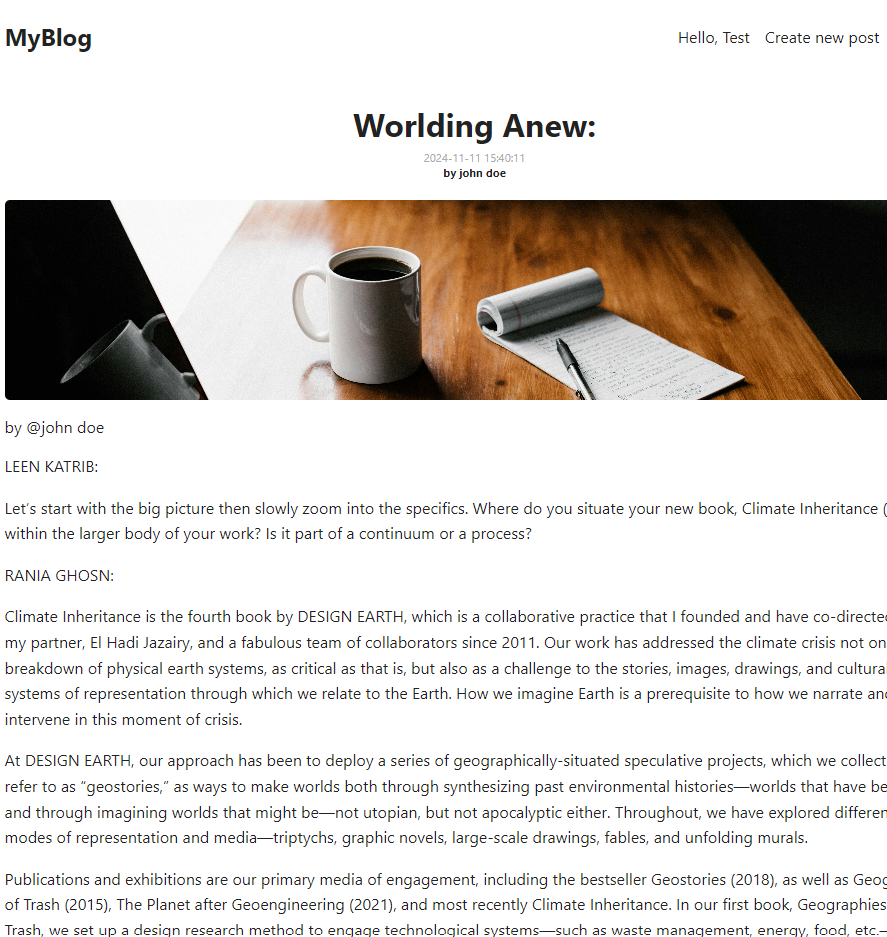 MyBlog
Hello, Test Create new post
Worlding Anew:
2024-11-11 15:40:11
by john doe
by @john doe
LEEN KATRIB:
Let's start with the big picture then slowly zoom into the specifics. Where do you situate your new book, Climate Inheritance (
within the larger body of your work? Is it part of a continuum or a process?
RANIA GHOSN:
Climate Inheritance is the fourth book by DESIGN EARTH, which is a collaborative practice that I founded and have co-directed
my partner, El Hadi Jazairy, and a fabulous team of collaborators since 2011. Our work has addressed the climate crisis not on
breakdown of physical earth systems, as critical as that is, but also as a challenge to the stories, images, drawings, and cultural
systems of representation through which we relate to the Earth. How we imagine Earth is a prerequisite to how we narrate and
intervene in this moment of crisis.
At DESIGN EARTH, our approach has been to deploy a series of geographically-situated speculative projects, which we collect
refer to as “geostories,” as ways to make worlds both through synthesizing past environmental histories—worlds that have be
and through imagining worlds that might be—not utopian, but not apocalyptic either. Throughout, we have explored differen
modes of representation and media—triptychs, graphic novels, large-scale drawings, fables, and unfolding murals.
Publications and exhibitions are our primary media of engagement, including the bestseller Geostories (2018), as well as Geog
of Trash (2015), The Planet after Geoengineering (2021), and most recently Climate Inheritance. In our first book, Geographies
Trash, we set up a design research method to engage technological systems—such as waste management, energy, food, etc.–